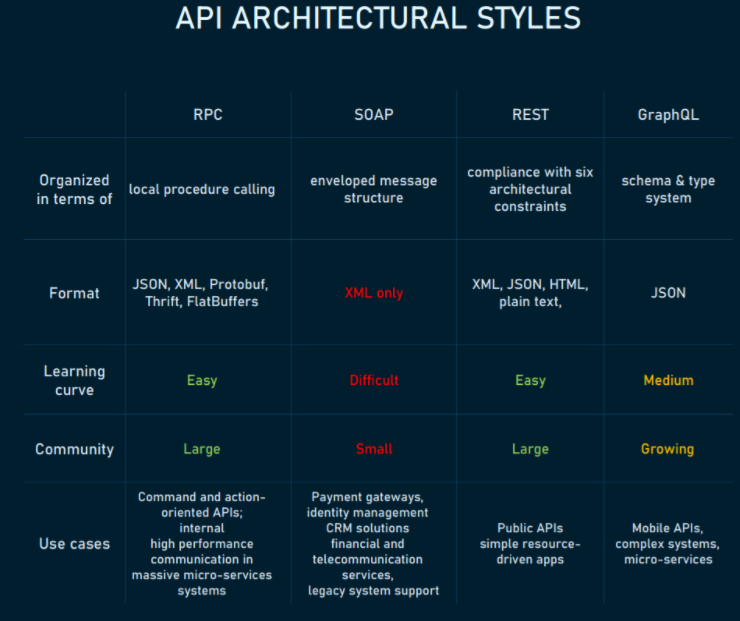 API ARCHITECTURAL STYLES
RPC
SOAP
REST
GraphQL
Organized
in terms of
local procedure calling
enveloped message
structure
compliance with six
architectural
constraints
schema & type
system
Format
JSON, XML, Protobuf,
Thrift, FlatBuffers
XML only
XML, JSON, HTML,
plain text,
JSON
Learning
curve
Easy
Difficult
Easy
Medium
Community
Large
Small
Large
Growing
Use cases
Command and action-
oriented APIs;
internal
high performance
communication in
massive micro-services
systems
Payment gateways,
identity management
CRM solutions
financial and
telecommunication
services,
legacy system support
Public APIs
simple resource-
driven apps
Mobile APIs,
complex systems,
micro-services